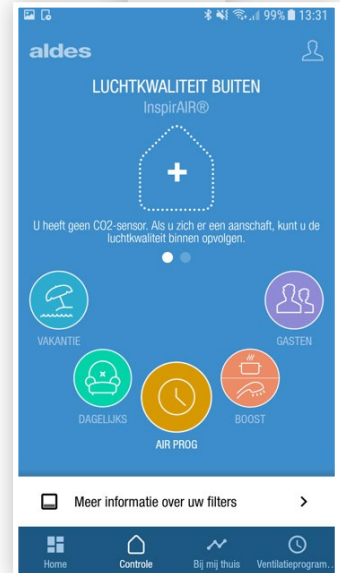 99% 13:31
aldes
LUCHTKWALITEIT BUITEN
InspirAIR®
U heeft geen CO2-sensor. Als u zich er een aanschaft, kunt u de
luchtkwaliteit binnen opvolgen.
VAKANTIE
GASTEN
DAGELIJKS
BOOST
AIR PROG
Meer informatie over uw filters
Home
Controle
Bij mij thuis
Ventilatieprogram...